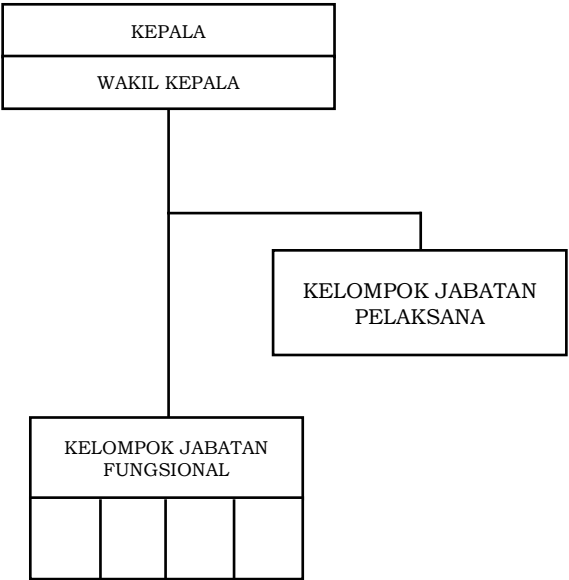 KEPALA
WAKIL KEPALA
KELOMPOK JABATAN
PELAKSANA
KELOMPOK JABATAN
FUNGSIONAL